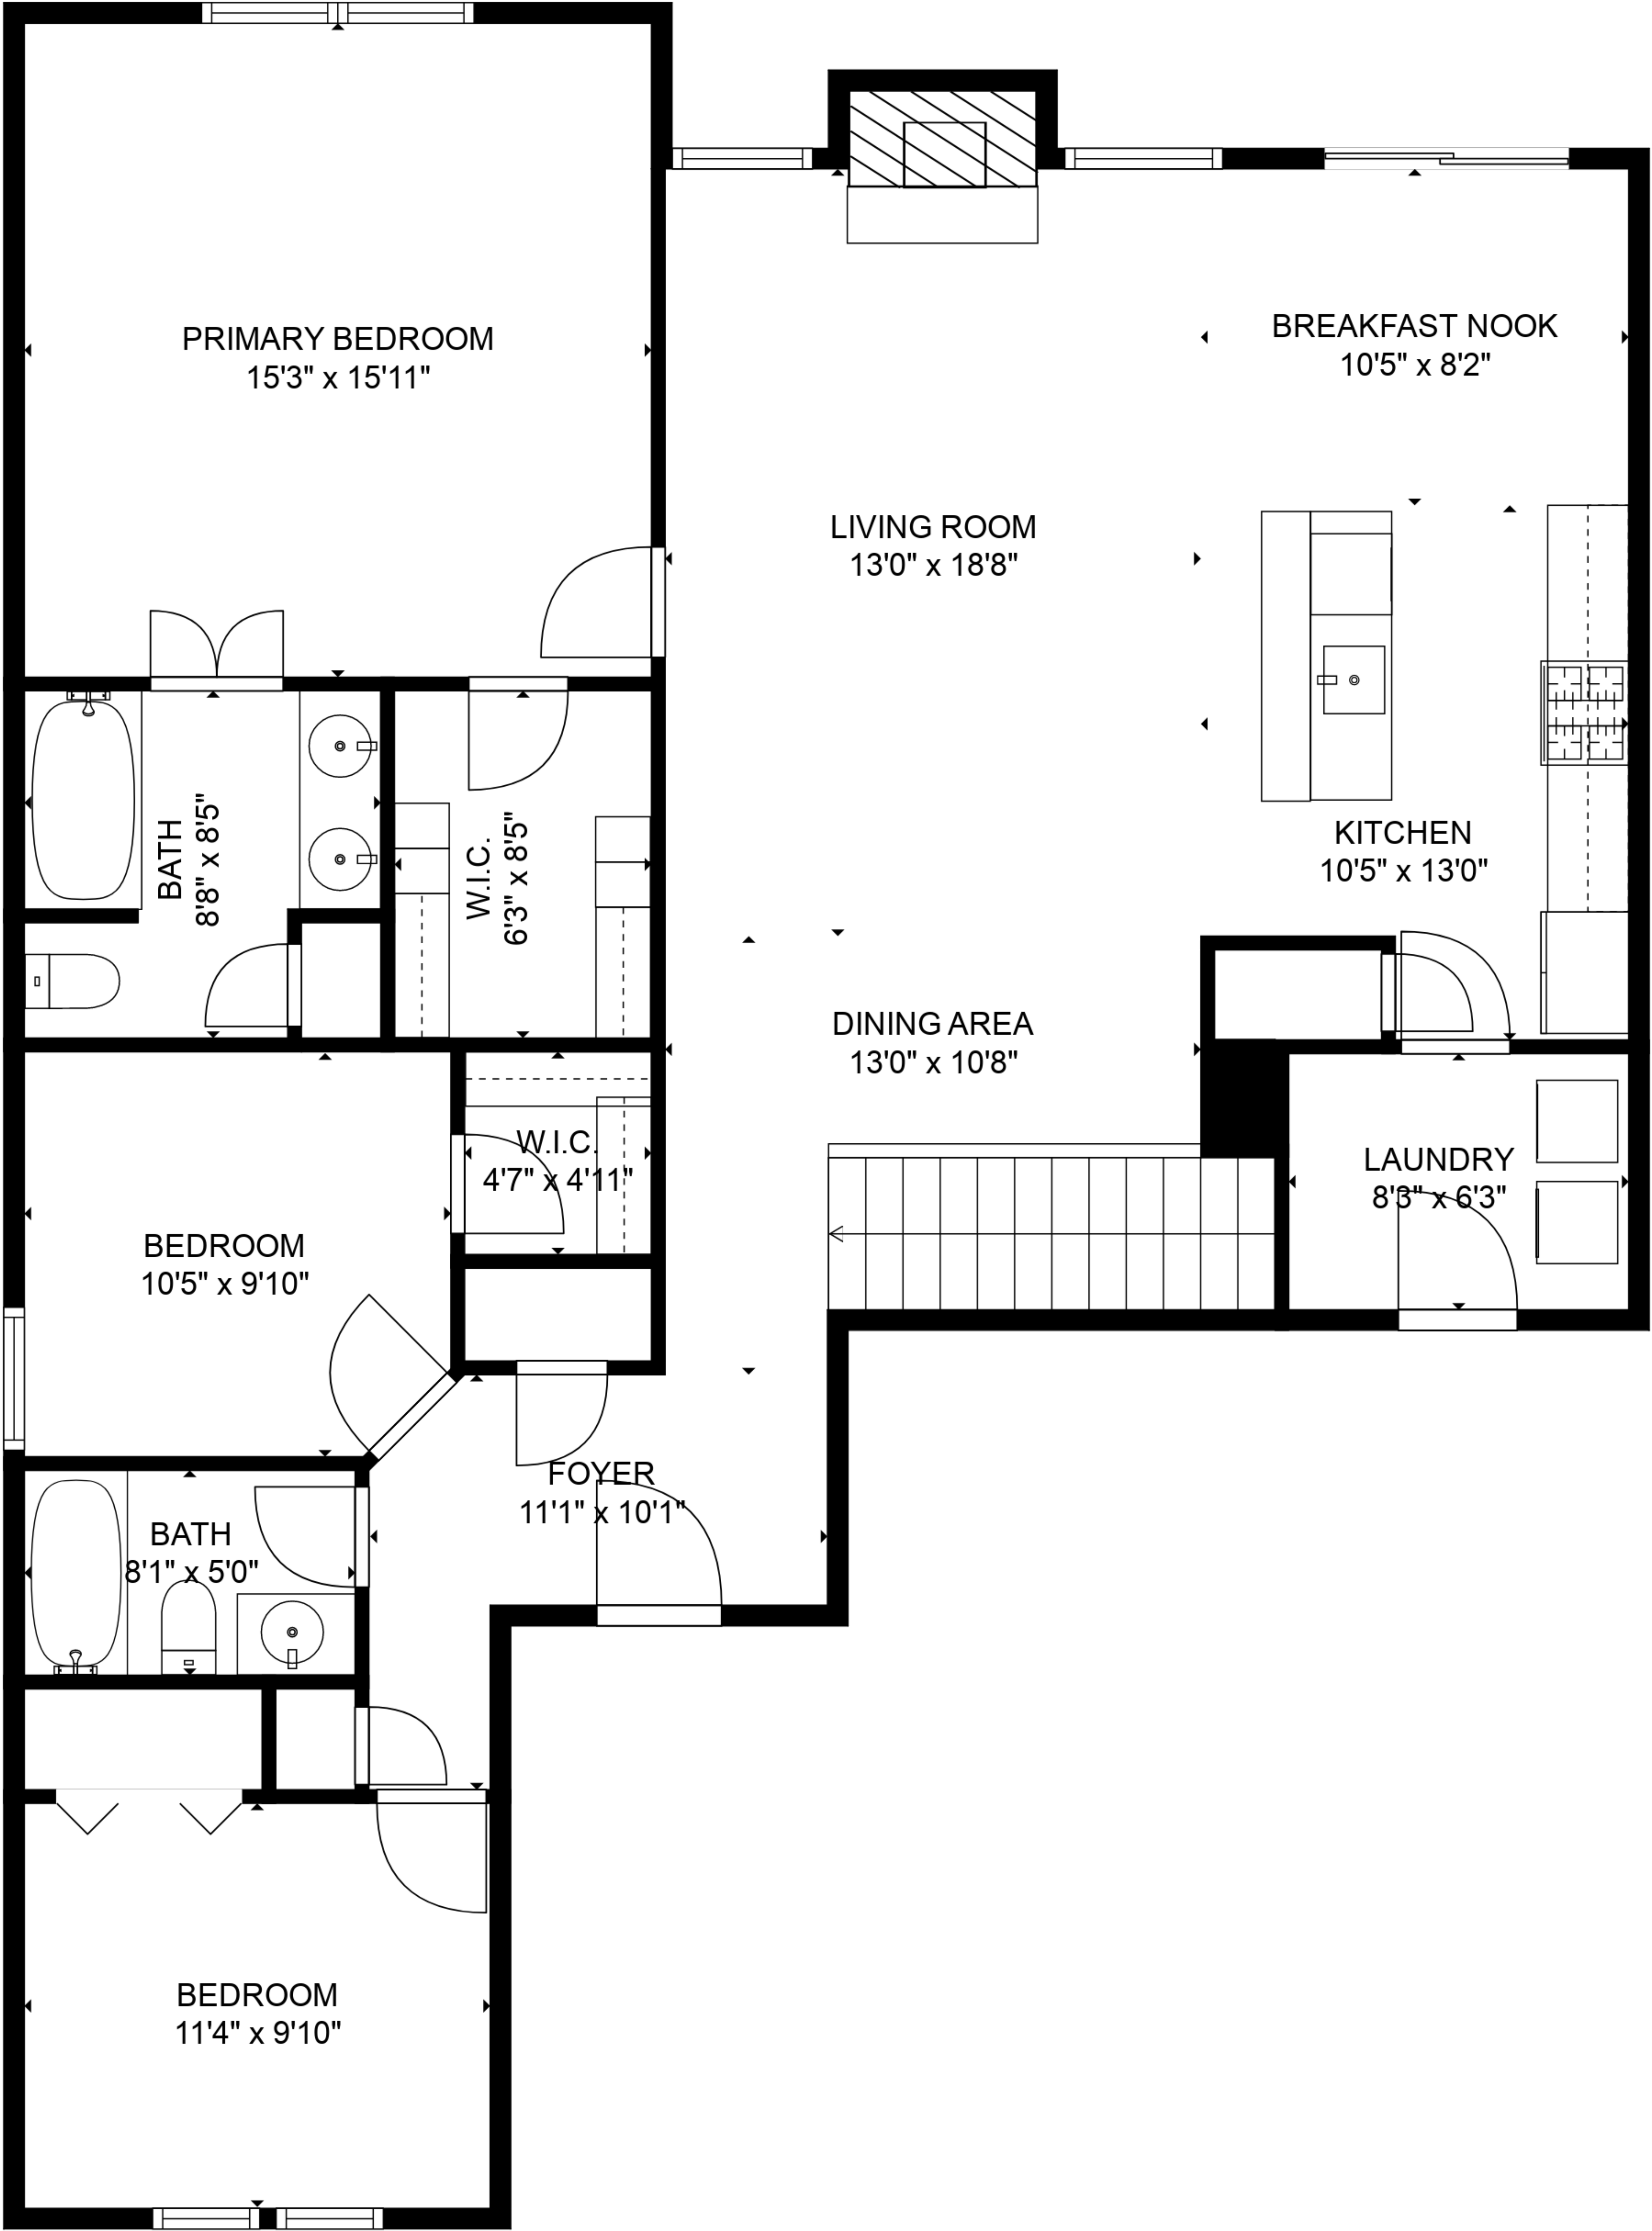 PRIMARY BEDROOM
15'3" x 15'11"
BREAKFAST NOOK
10'5" x 8'2"
LIVING ROOM
13'0" x 18'8"
BATH
8'8" x 8'5"
W.I.C.
6'3" x 8'5"
KITCHEN
10'5" x 13'0"
DINING AREA
13'0" x 10'8"
W.I.C.
4'7" x 4'11"
LAUNDRY
8'3" x 6'3"
BEDROOM
10'5" x 9'10"
FOYER
11'1" x 10'1"
BATH
8'1" x 5'0"
BEDROOM
11'4" x 9'10"